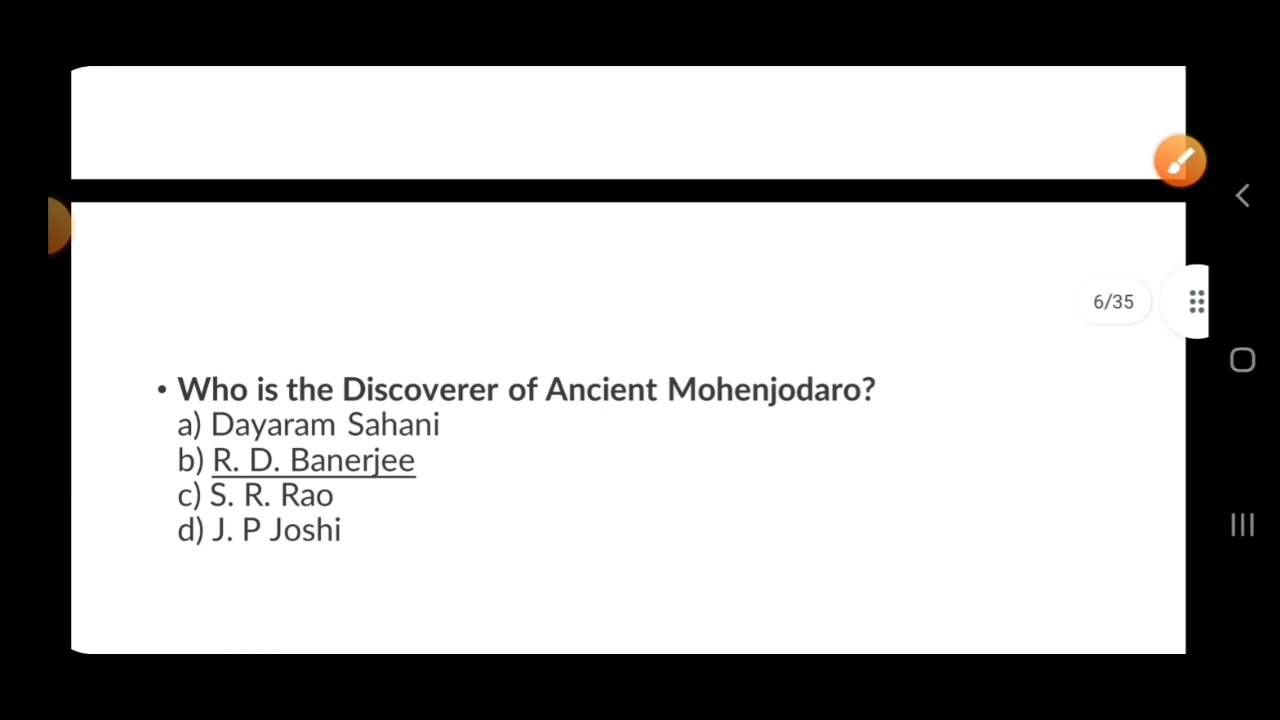 6/35
• Who is the Discoverer of Ancient Mohenjodaro?
a) Dayaram Sahani
b) R. D. Banerjee
c) S. R. Rao
d) J. P Joshi